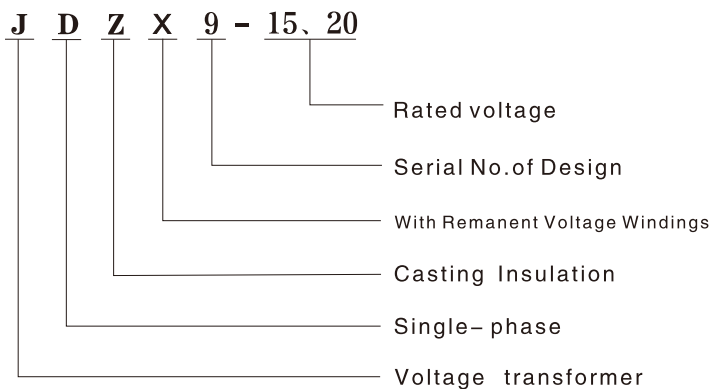 J D Z X 9 - 15、20
Rated voltage
Serial No.of Design
With Remanent Voltage Windings
Casting Insulation
Single- phase
Voltage transformer